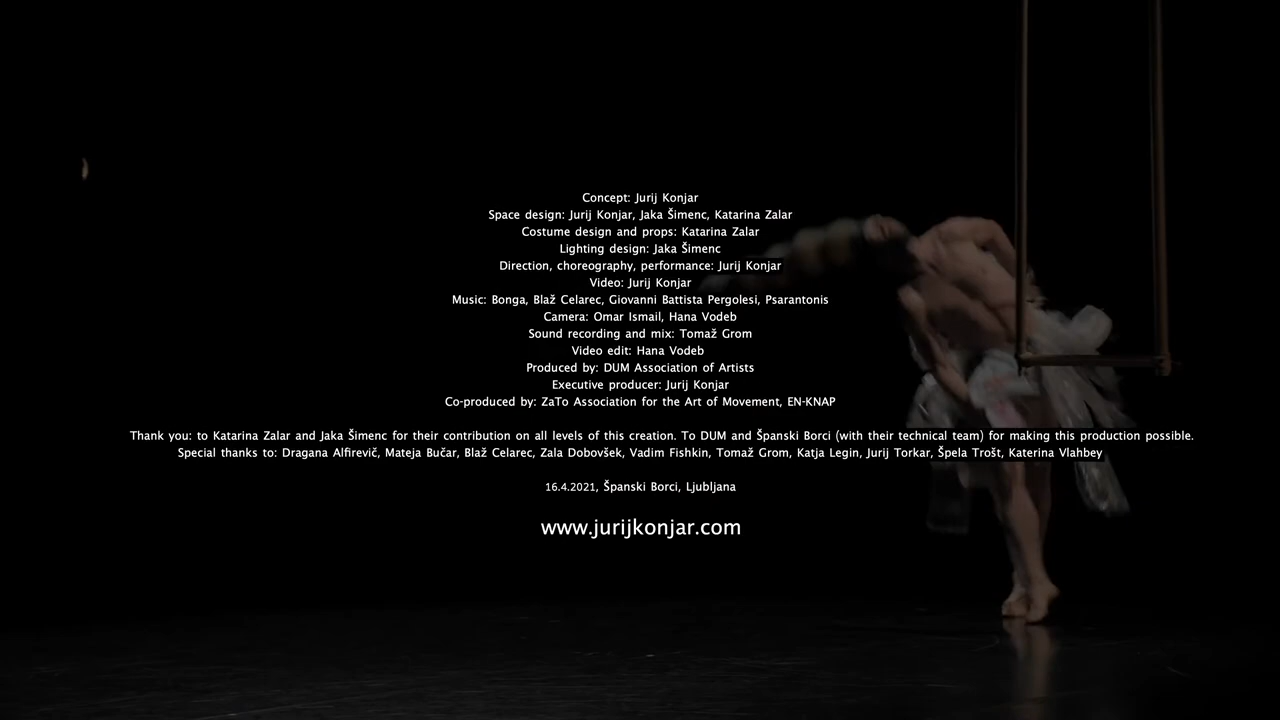 Concept: Jurij Konjar
Space design: Jurij Konjar, Jaka Šimenc, Katarina Zalar
Costume design and props: Katarina Zalar
Lighting design: Jaka Šimenc
Direction, choreography, performance: Jurij Konjar
Video: Jurij Konjar
Music: Bonga, Blaž Celarec, Giovanni Battista Pergolesi, Psarantonis
Camera: Omar Ismail, Hana Vodeb
Sound recording and mix: Tomaž Grom
Video edit: Hana Vodeb
Produced by: DUM Association of Artists
Executive producer: Jurij Konjar
Co-produced by: ZaTo Association for the Art of Movement, EN-KNAP
Thank you: to Katarina Zalar and Jaka Šimenc for their contribution on all levels of this creation. To DUM and Španski Borci (with their technical team) for making this production possible.
Special thanks to: Dragana Alfirevič, Mateja Bučar, Blaž Celarec, Zala Dobovšek, Vadim Fishkin, Tomaž Grom, Katja Legin, Jurij Torkar, Špela Trošt, Katerina Vlahbey
16.4.2021, Španski Borci, Ljubljana
www.jurijkonjar.com